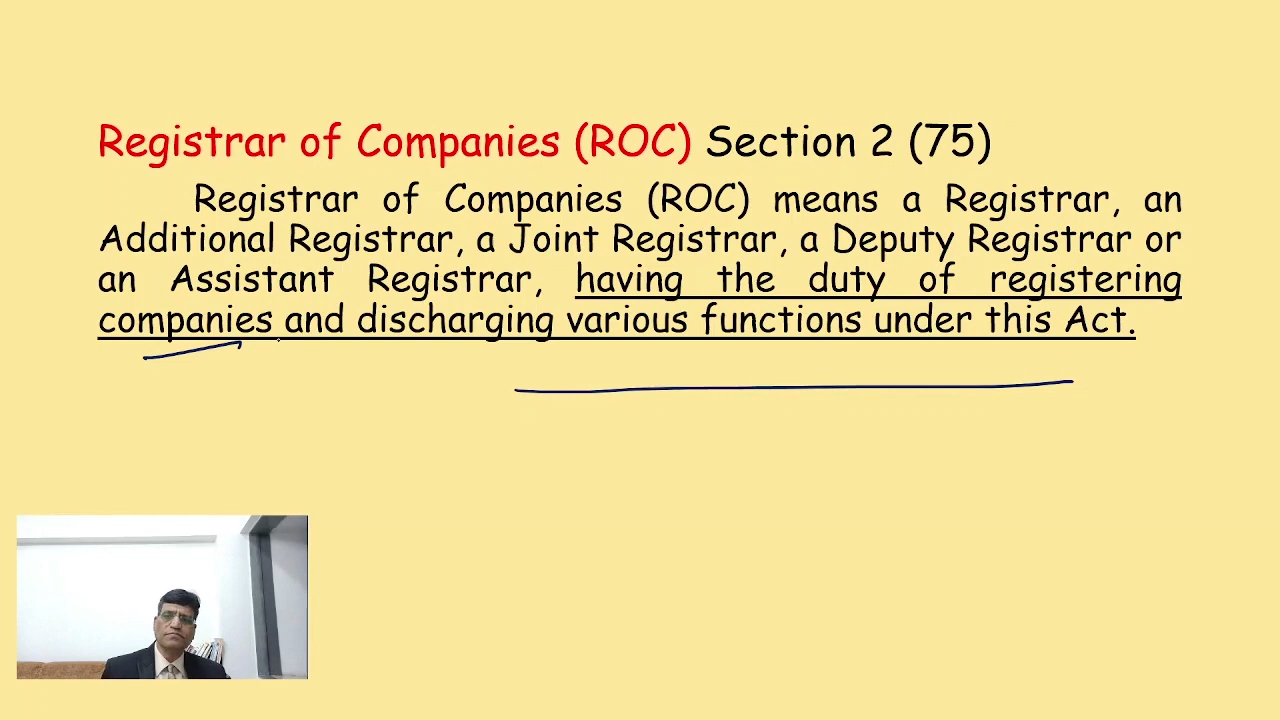 Registrar of Companies (ROC) Section 2 (75)
Registrar of Companies (ROC) means a Registrar, an
Additional Registrar, a Joint Registrar, a Deputy Registrar or
an Assistant Registrar, having the duty of registering
companies and discharging various functions under this Act.